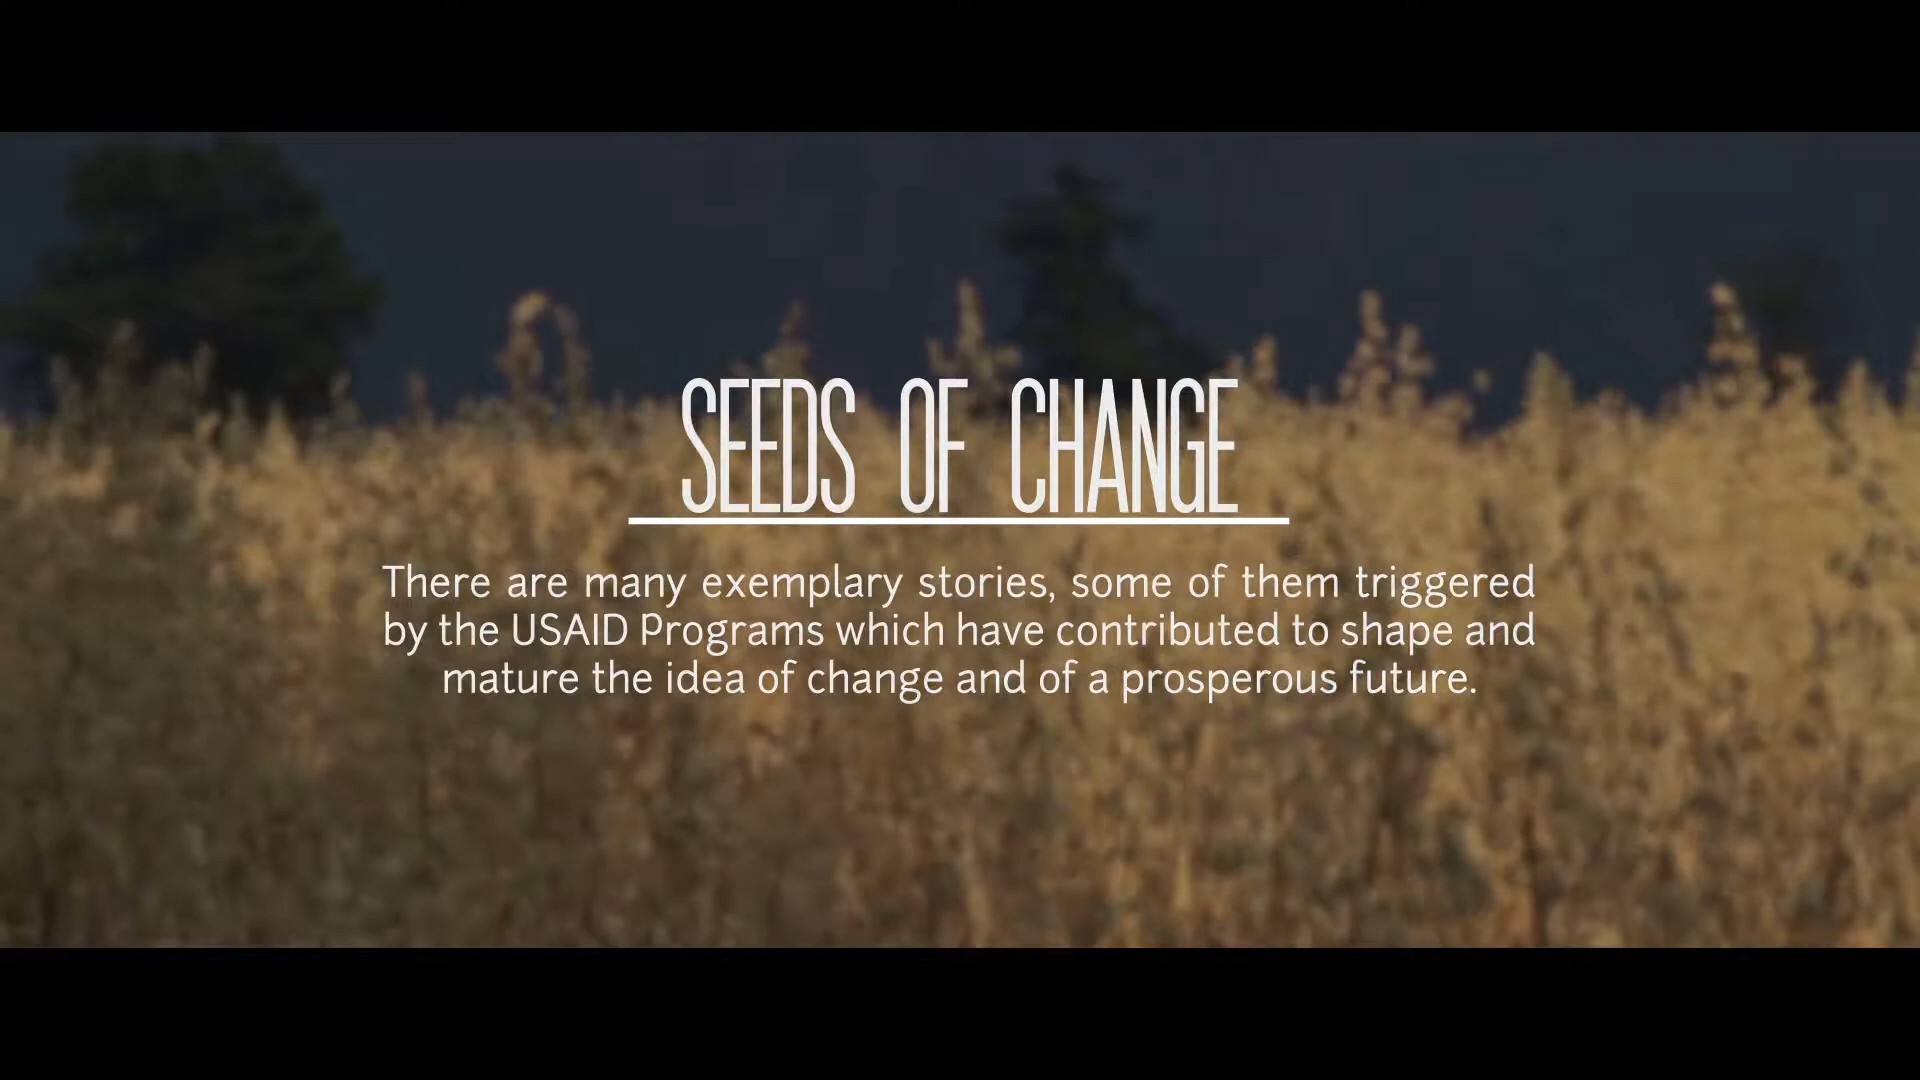 SEEDS OF CHANGE
There are many exemplary stories, some of them triggered
by the USAID Programs which have contributed to shape and
mature the idea of change and of a prosperous future.